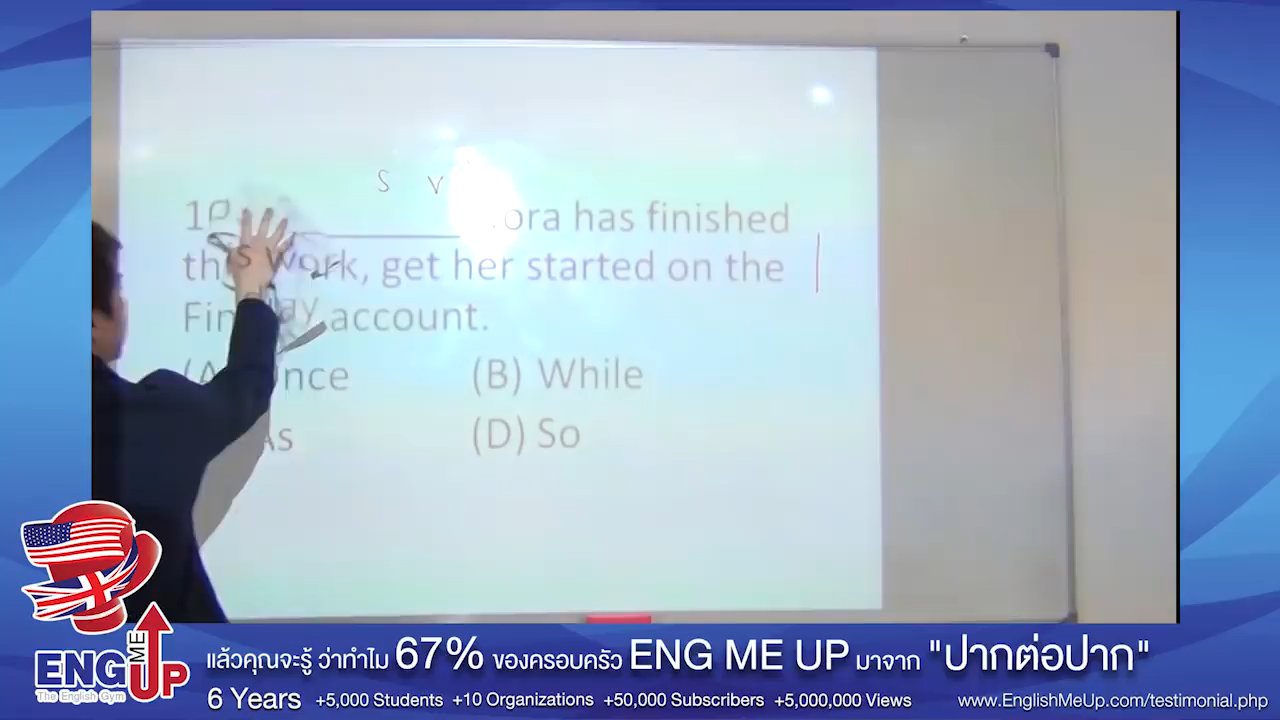 S V
has finished
work, get her started on the
account.
(B) While
As
(D) So
ENG ME UP
The English Gym
แล้วคุณจะรู้ ว่าทำไม 67% ของครอบครัว ENG ME UP มาจาก "ปากต่อปาก"
6 Years +5,000 Students +10 Organizations +50,000 Subscribers +5,000,000 Views www.EnglishMeUp.com/testimonial.php